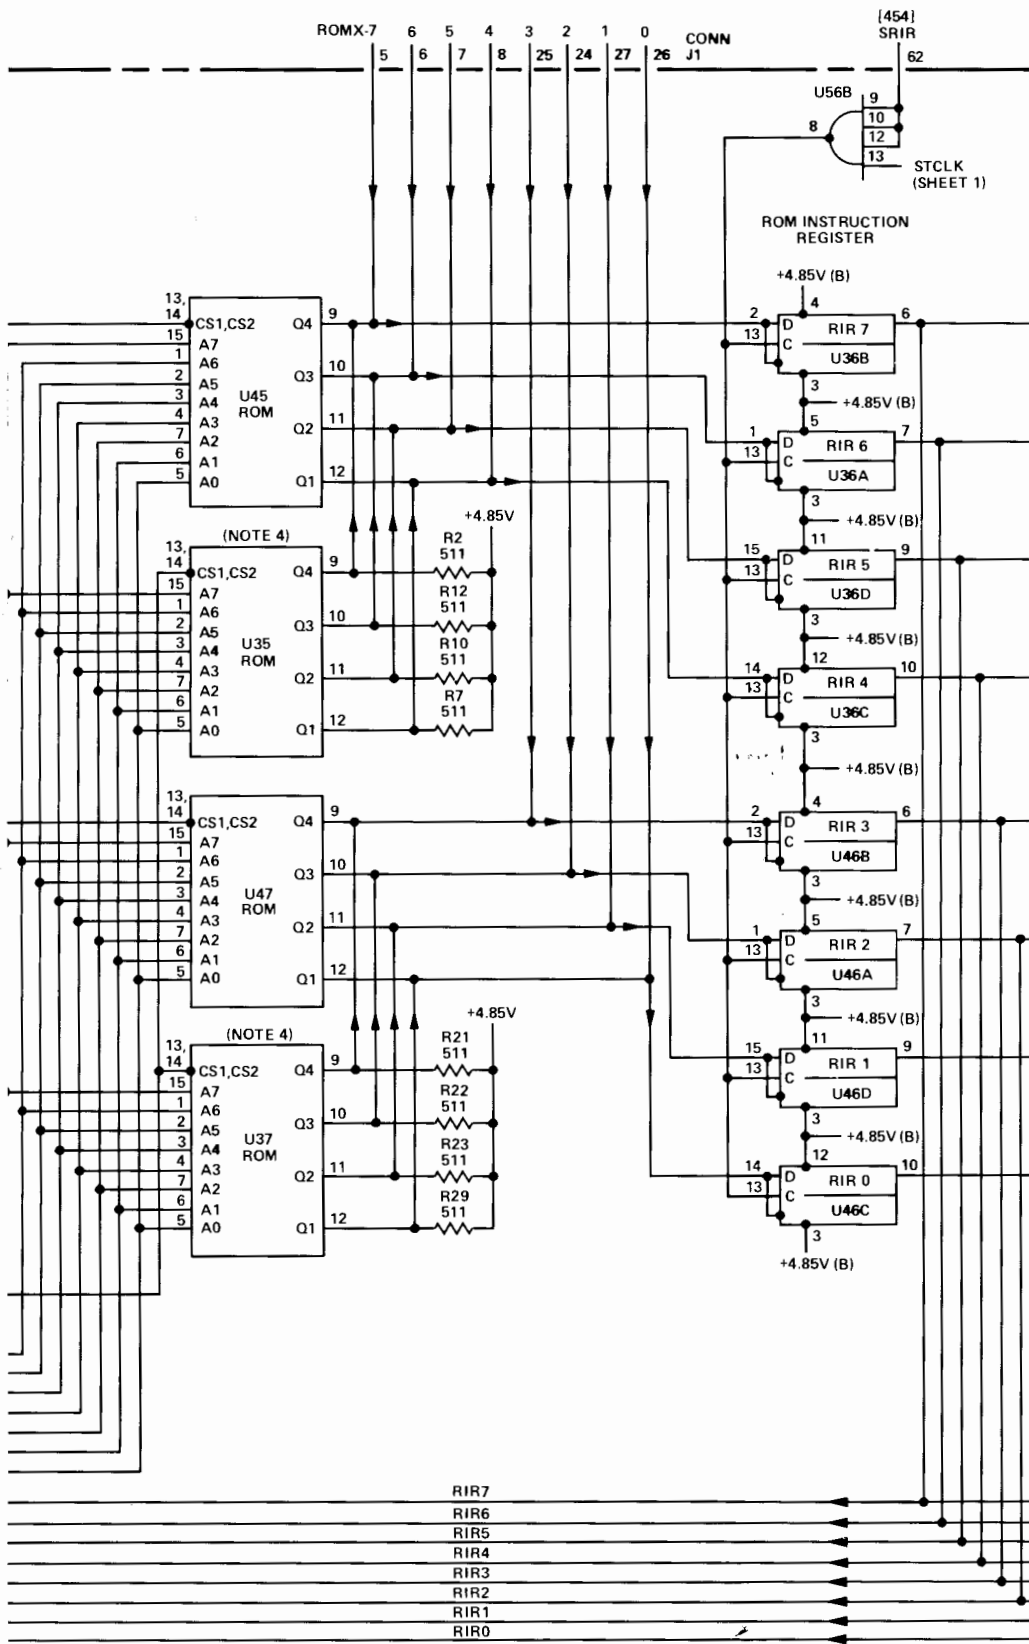 ROMX-7 6 5 4 3 2 1 0 CONN
5 6 7 8 25 24 27 26 J1
{454}
SRIR
62
U56B
9
10
12
13
8
STCLK
(SHEET 1)
ROM INSTRUCTION
REGISTER
+4.85V (B)
13,
14 CS1,CS2 Q4 9
15 A7
1 A6
2 A5 Q3 10
3 A4
4 A3 Q2 11
7 A2
6 A1
5 A0 Q1 12
U45
ROM
+4.85V
(NOTE 4)
13,
14 CS1,CS2 Q4 9
15 A7
1 A6
2 A5 Q3 10
3 A4
4 A3 Q2 11
7 A2
6 A1
5 A0 Q1 12
U35
ROM
R2
511
R12
511
R10
511
R7
511
13,
14 CS1,CS2 Q4 9
15 A7
1 A6
2 A5 Q3 10
3 A4
4 A3 Q2 11
7 A2
6 A1
5 A0 Q1 12
U47
ROM
+4.85V
(NOTE 4)
13,
14 CS1,CS2 Q4 9
15 A7
1 A6
2 A5 Q3 10
3 A4
4 A3 Q2 11
7 A2
6 A1
5 A0 Q1 12
U37
ROM
R21
511
R22
511
R23
511
R29
511
4
2 D RIR 7 6
13 C U36B
3
+4.85V (B)
5
1 D RIR 6 7
13 C U36A
3
+4.85V (B)
11
15 D RIR 5 9
13 C U36D
3
+4.85V (B)
12
14 D RIR 4 10
13 C U36C
3
+4.85V (B)
4
2 D RIR 3 6
13 C U46B
3
+4.85V (B)
5
1 D RIR 2 7
13 C U46A
3
+4.85V (B)
11
15 D RIR 1 9
13 C U46D
3
+4.85V (B)
12
14 D RIR 0 10
13 C U46C
3
+4.85V (B)
RIR7
RIR6
RIR5
RIR4
RIR3
RIR2
RIR1
RIR0